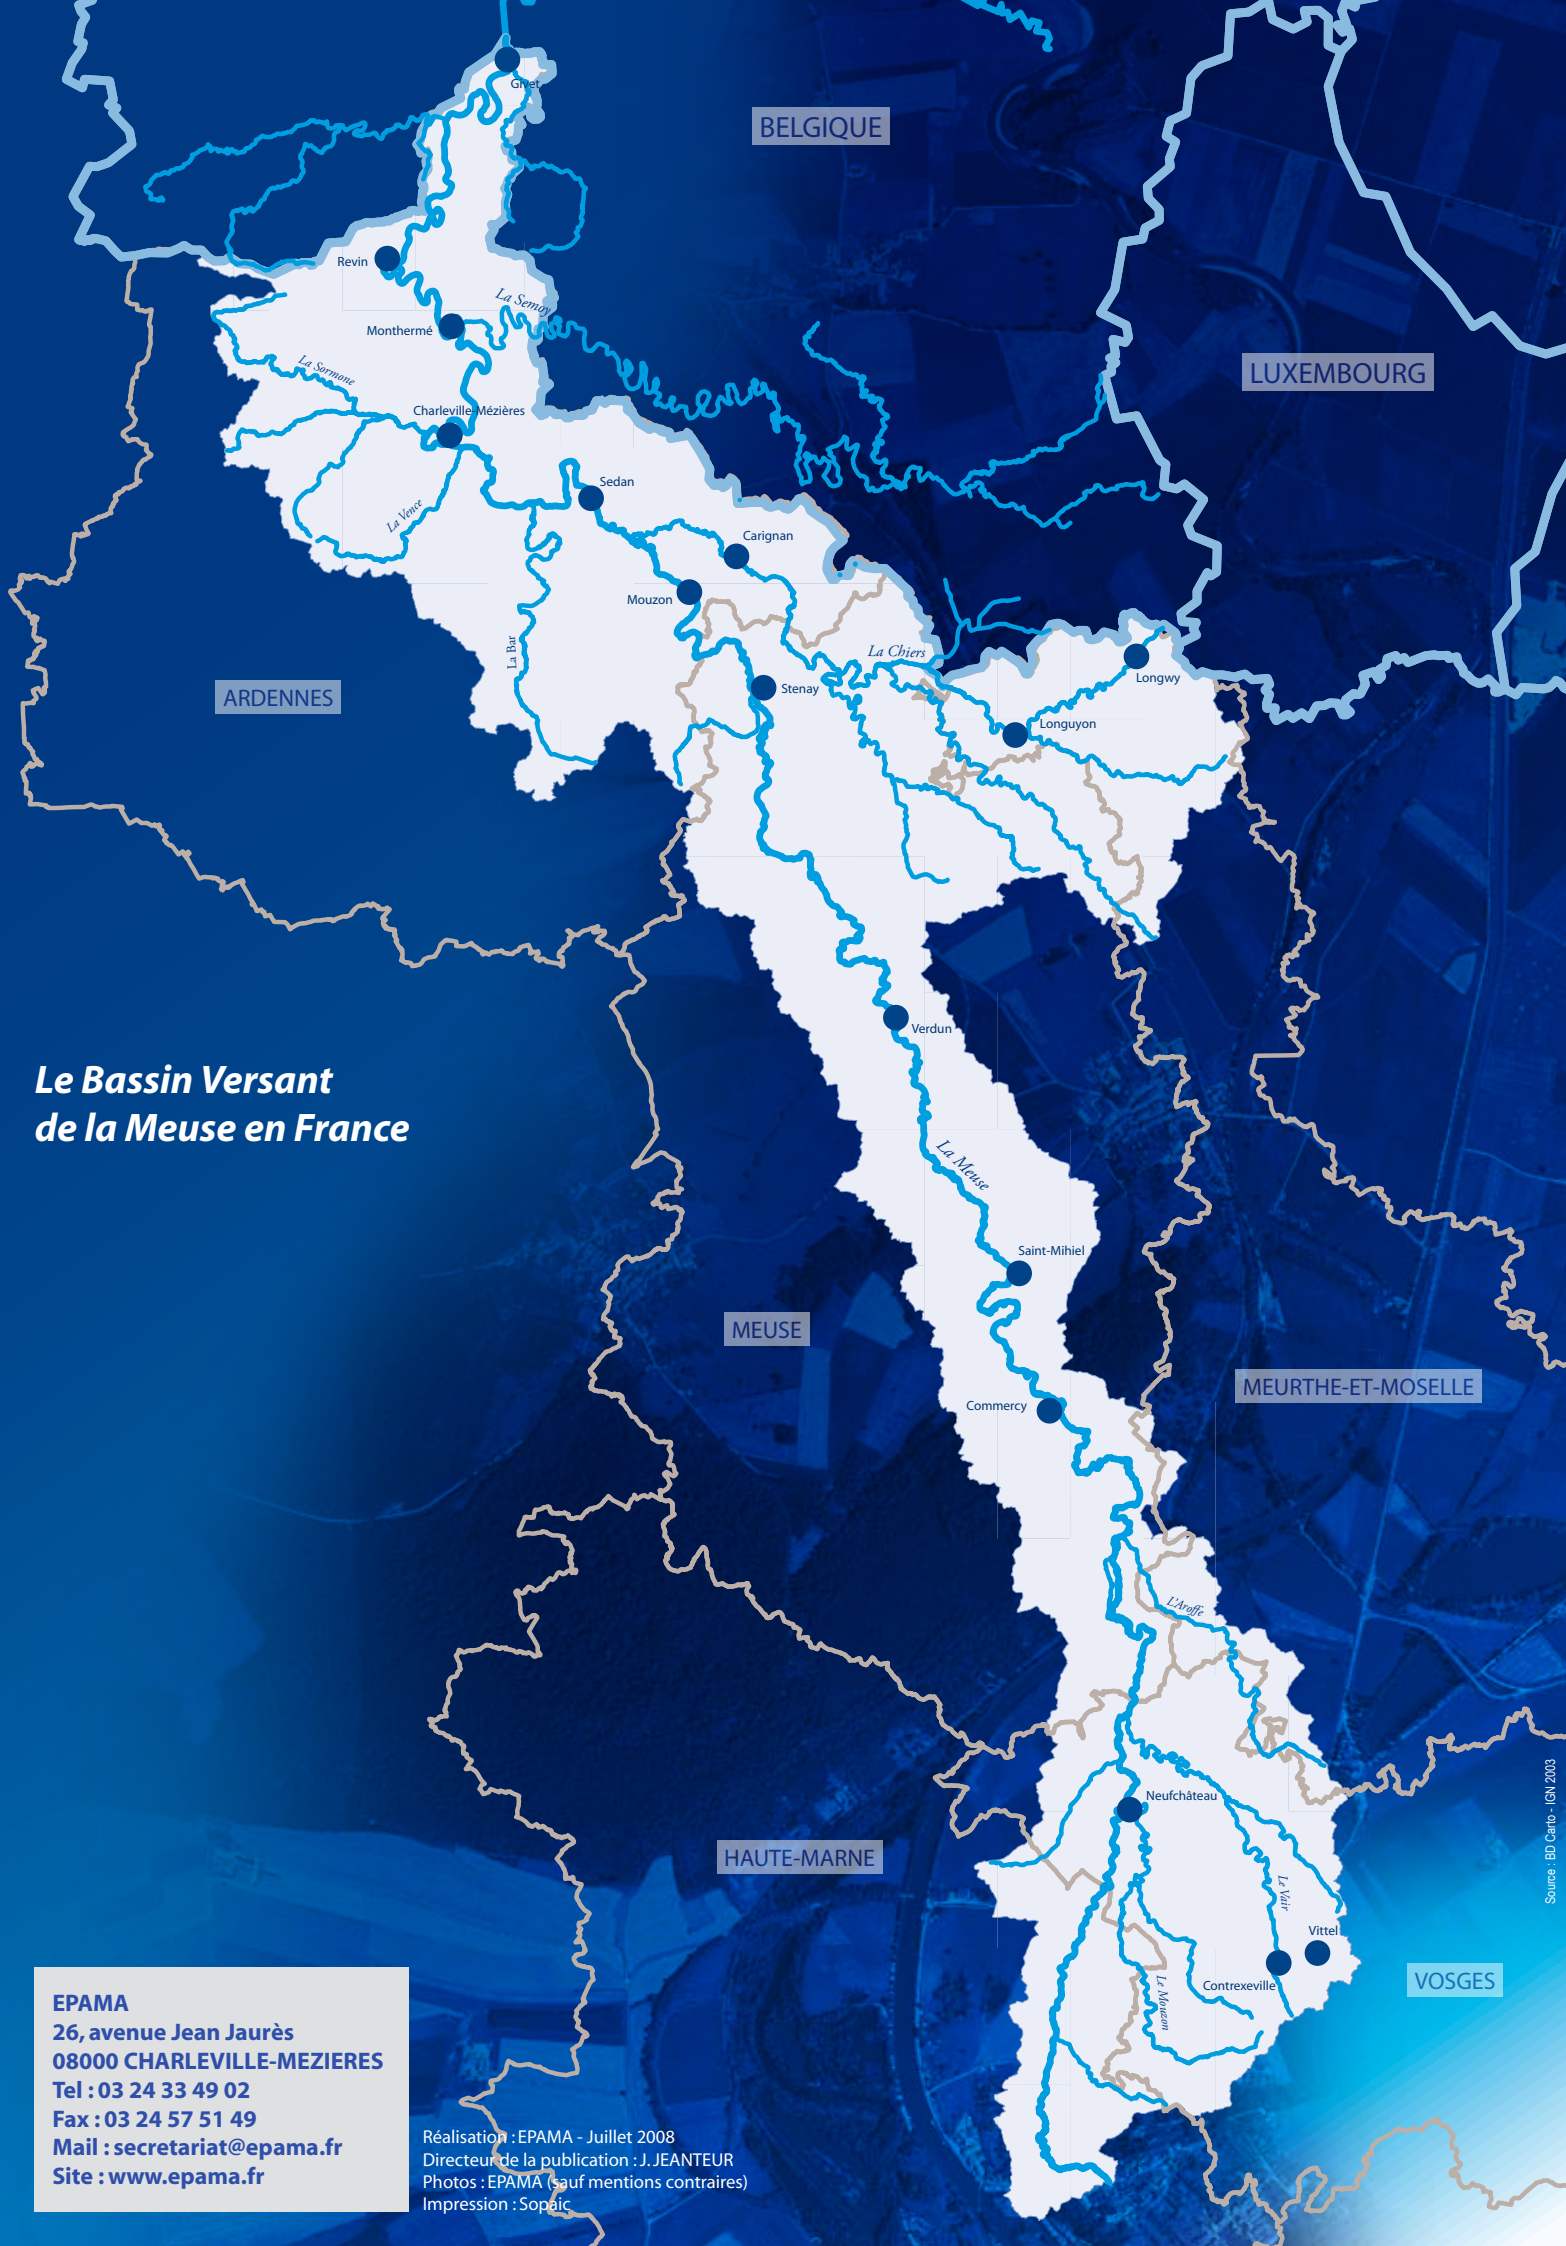 Givet
BELGIQUE
Revin
La Semoy
Monthermé
LUXEMBOURG
La Sormone
Charleville-Mézières
Sedan
La Vence
Carignan
Mouzon
La Bar
La Chiers
Longwy
ARDENNES
Stenay
Longuyon
Verdun
Le Bassin Versant
de la Meuse en France
La Meuse
Saint-Mihiel
MEUSE
MEURTHE-ET-MOSELLE
Commercy
L'Aroffe
Neufchâteau
Source : BD Carto - IGN 2003
HAUTE-MARNE
Le Vair
Vittel
Contrexeville
VOSGES
Le Mouzon
EPAMA
26, avenue Jean Jaurès
08000 CHARLEVILLE-MEZIERES
Tel : 03 24 33 49 02
Fax : 03 24 57 51 49
Mail : secretariat@epama.fr
Site : www.epama.fr
Réalisation : EPAMA - Juillet 2008
Directeur de la publication : J. JEANTEUR
Photos : EPAMA (sauf mentions contraires)
Impression : Sopaic